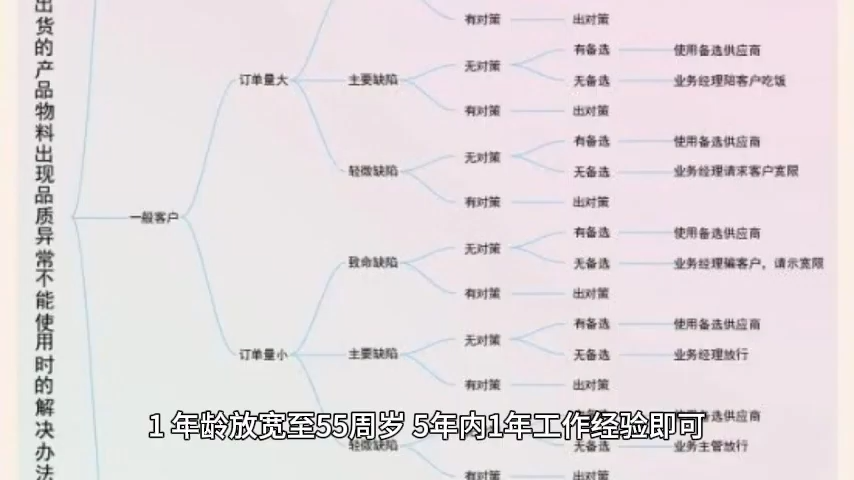 出货的产品物料出现品质异常不能使用时的解决办法
有对策
出对策
有备选
使用备选供应商
无对策
订单量大
主要缺陷
无备选
业务经理陪客户吃饭
有对策
出对策
有备选
使用备选供应商
无对策
轻微缺陷
无备选
业务经理请求客户宽限
有对策
出对策
一般客户
有备选
使用备选供应商
无对策
致命缺陷
无备选
业务经理骗客户，请示宽限
有对策
出对策
有备选
使用备选供应商
无对策
订单量小
主要缺陷
无备选
业务经理放行
有对策
出对策
使用备选供应商
1 年龄放宽至55周岁 5年内1年工作经验即可
轻微缺陷
无备选
业务主管放行
有对策
出对策